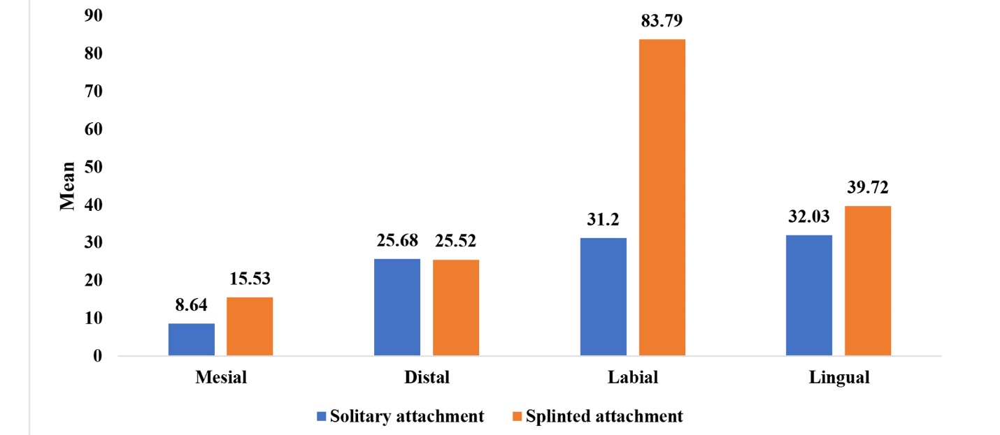 90
80
70
60
50
40
30
20
10
0
Mean
8.64
15.53
25.68
25.52
31.2
83.79
32.03
39.72
Mesial
Distal
Labial
Lingual
Solitary attachment
Splinted attachment